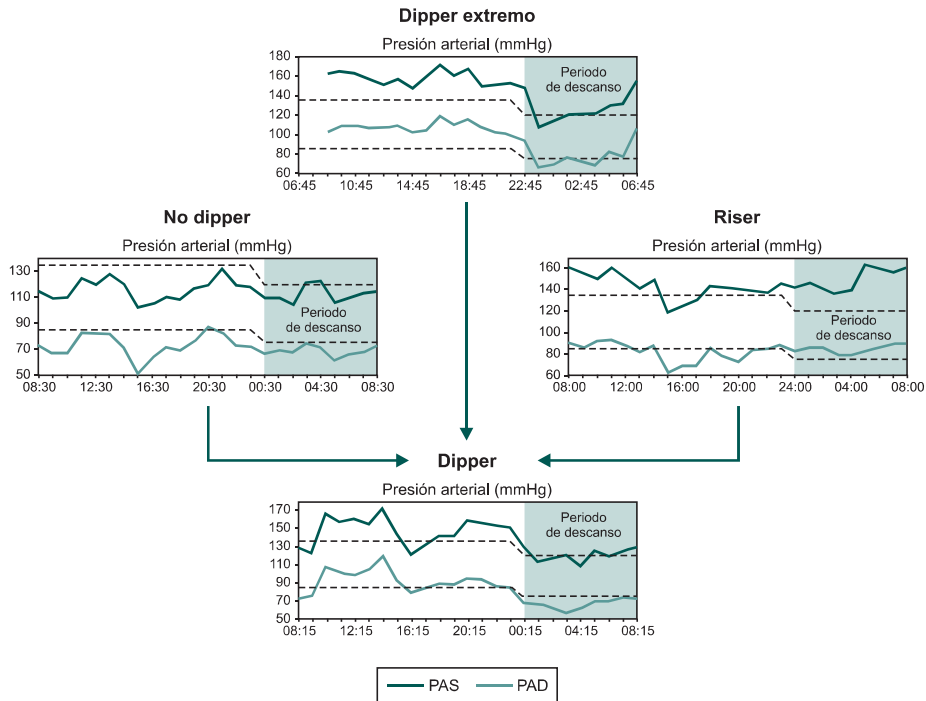 Dipper extremo
Presión arterial (mmHg)
180
160
140
120
100
80
60
Periodo
de descanso
06:45 10:45 14:45 18:45 22:45 02:45 06:45
No dipper
Presión arterial (mmHg)
130
110
90
70
50
Periodo
de descanso
08:30 12:30 16:30 20:30 00:30 04:30 08:30
Riser
Presión arterial (mmHg)
160
140
120
100
80
60
Periodo
de descanso
08:00 12:00 16:00 20:00 24:00 04:00 08:00
Dipper
Presión arterial (mmHg)
170
150
130
110
90
70
50
Periodo
de descanso
08:15 12:15 16:15 20:15 00:15 04:15 08:15
PAS PAD